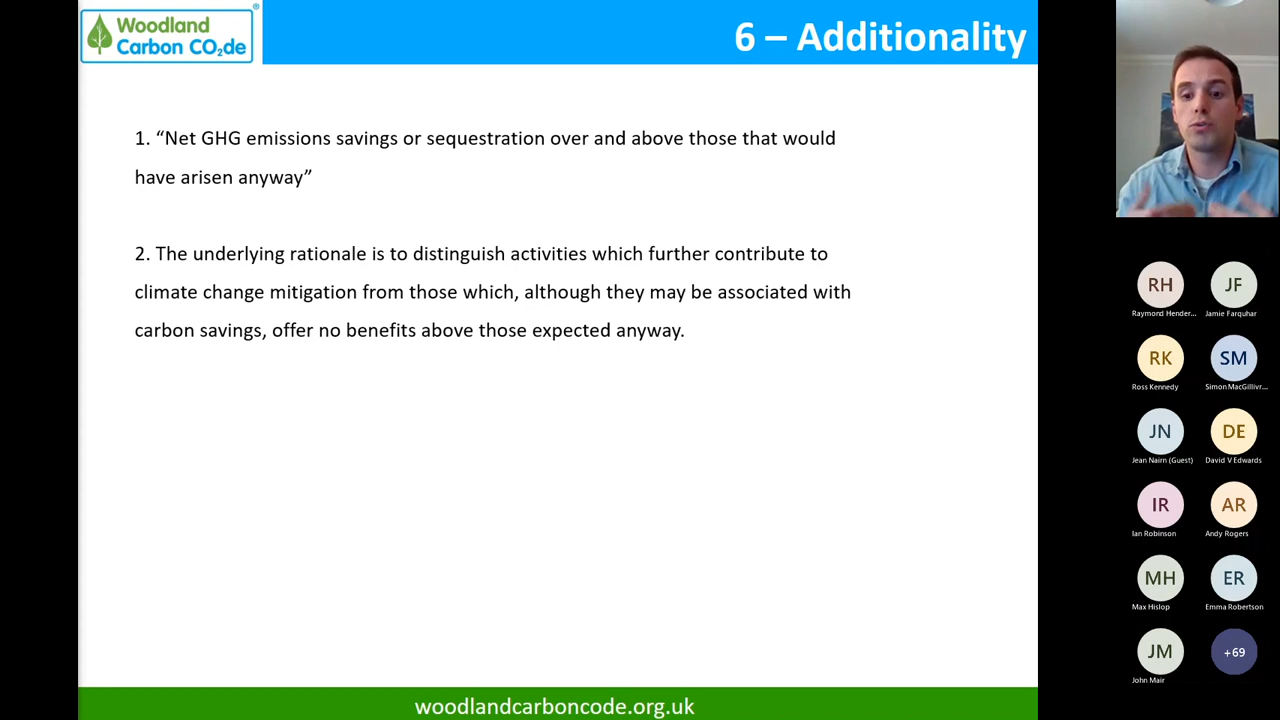 Woodland
Carbon CO₂de
®
6 – Additionality
1. “Net GHG emissions savings or sequestration over and above those that would
have arisen anyway”
2. The underlying rationale is to distinguish activities which further contribute to
climate change mitigation from those which, although they may be associated with
carbon savings, offer no benefits above those expected anyway.
woodlandcarboncode.org.uk
RH
JF
Raymond Hender...
Jamie Farquhar
RK
SM
Ross Kennedy
Simon MacGillivr...
JN
DE
Jean Nairn (Guest)
David V Edwards
IR
AR
Ian Robinson
Andy Rogers
MH
ER
Max Hislop
Emma Robertson
JM
+69
John Mair